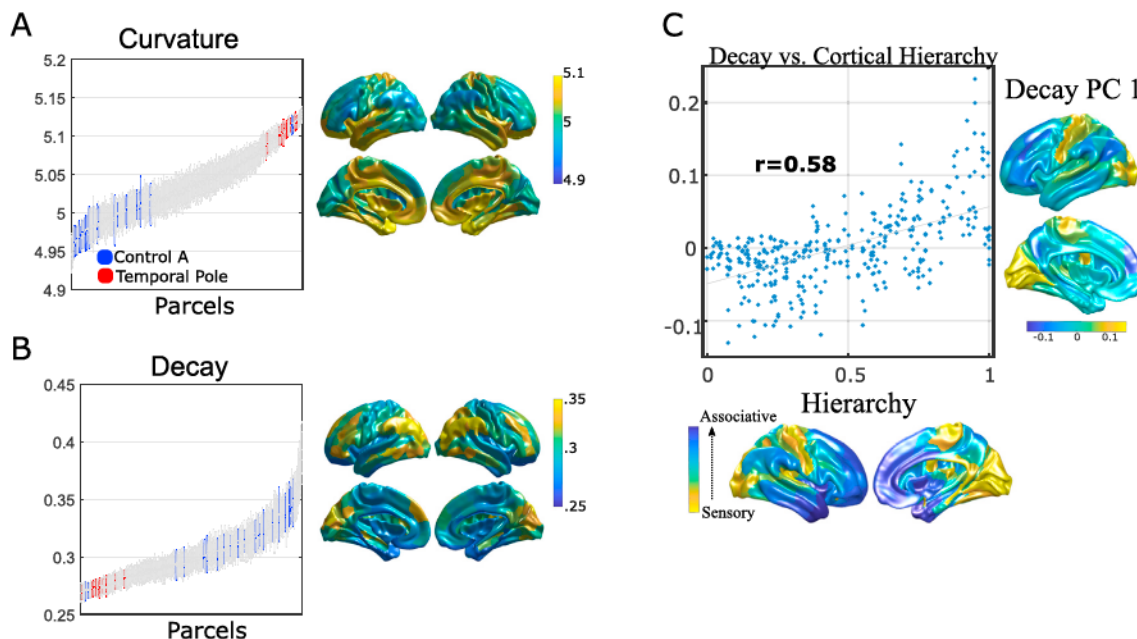 A
Curvature
5.2
5.15
5.1
5.05
5
4.95
4.9
Control A
Temporal Pole
Parcels
5.1
5
4.9
B
Decay
0.45
0.4
0.35
0.3
0.25
Parcels
.35
.3
.25
C
Decay vs. Cortical Hierarchy
0.2
0.1
0
-0.1
r=0.58
0 0.5 1
Hierarchy
Decay PC 1
-0.1 0 0.1
Associative
Sensory